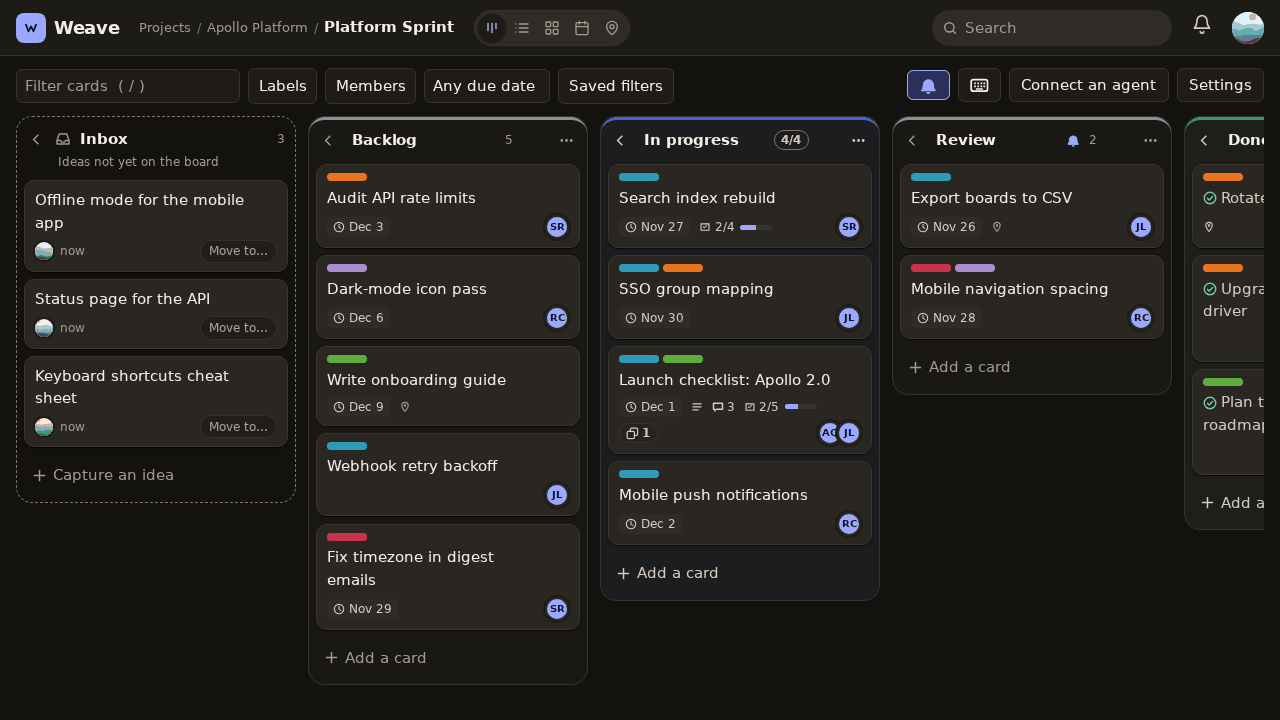 Weave
Projects / Apollo Platform / Platform Sprint
Search
Filter cards ( / )
Labels
Members
Any due date
Saved filters
Connect an agent
Settings
Inbox
3
Ideas not yet on the board
Offline mode for the mobile
app
now
Move to...
Status page for the API
now
Move to...
Keyboard shortcuts cheat
sheet
now
Move to...
Capture an idea
Backlog
5
Audit API rate limits
Dec 3
SR
Dark-mode icon pass
Dec 6
RC
Write onboarding guide
Dec 9
Webhook retry backoff
JL
Fix timezone in digest
emails
Nov 29
SR
Add a card
In progress
4/4
Search index rebuild
Nov 27
2/4
SR
SSO group mapping
Nov 30
JL
Launch checklist: Apollo 2.0
Dec 1
3
2/5
1
JL
Mobile push notifications
Dec 2
RC
Add a card
Review
2
Export boards to CSV
Nov 26
JL
Mobile navigation spacing
Nov 28
RC
Add a card
Done
Rotate
Upgra
driver
Plan t
roadmap
Add a